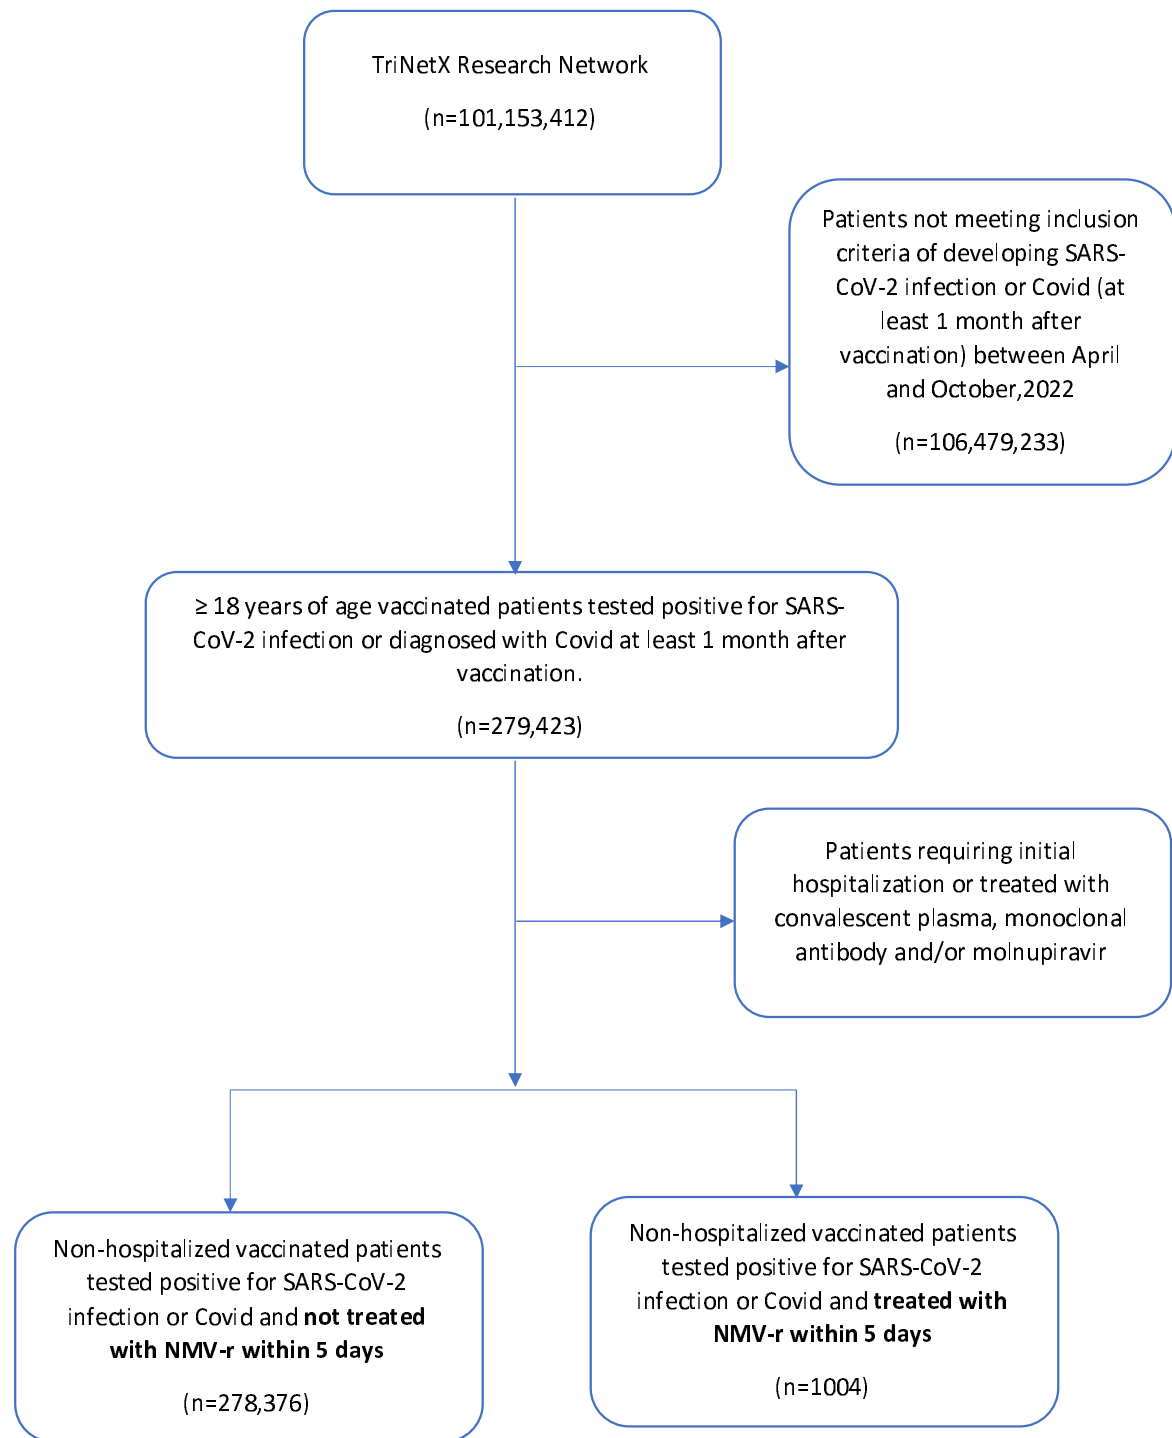 TriNetX Research Network
(n=101,153,412)
Patients not meeting inclusion
criteria of developing SARS-
CoV-2 infection or Covid (at
least 1 month after
vaccination) between April
and October,2022
(n=106,479,233)
≥ 18 years of age vaccinated patients tested positive for SARS-
CoV-2 infection or diagnosed with Covid at least 1 month after
vaccination.
(n=279,423)
Patients requiring initial
hospitalization or treated with
convalescent plasma, monoclonal
antibody and/or molnupiravir
Non-hospitalized vaccinated patients
tested positive for SARS-CoV-2
infection or Covid and not treated
with NMV-r within 5 days
(n=278,376)
Non-hospitalized vaccinated patients
tested positive for SARS-CoV-2
infection or Covid and treated with
NMV-r within 5 days
(n=1004)